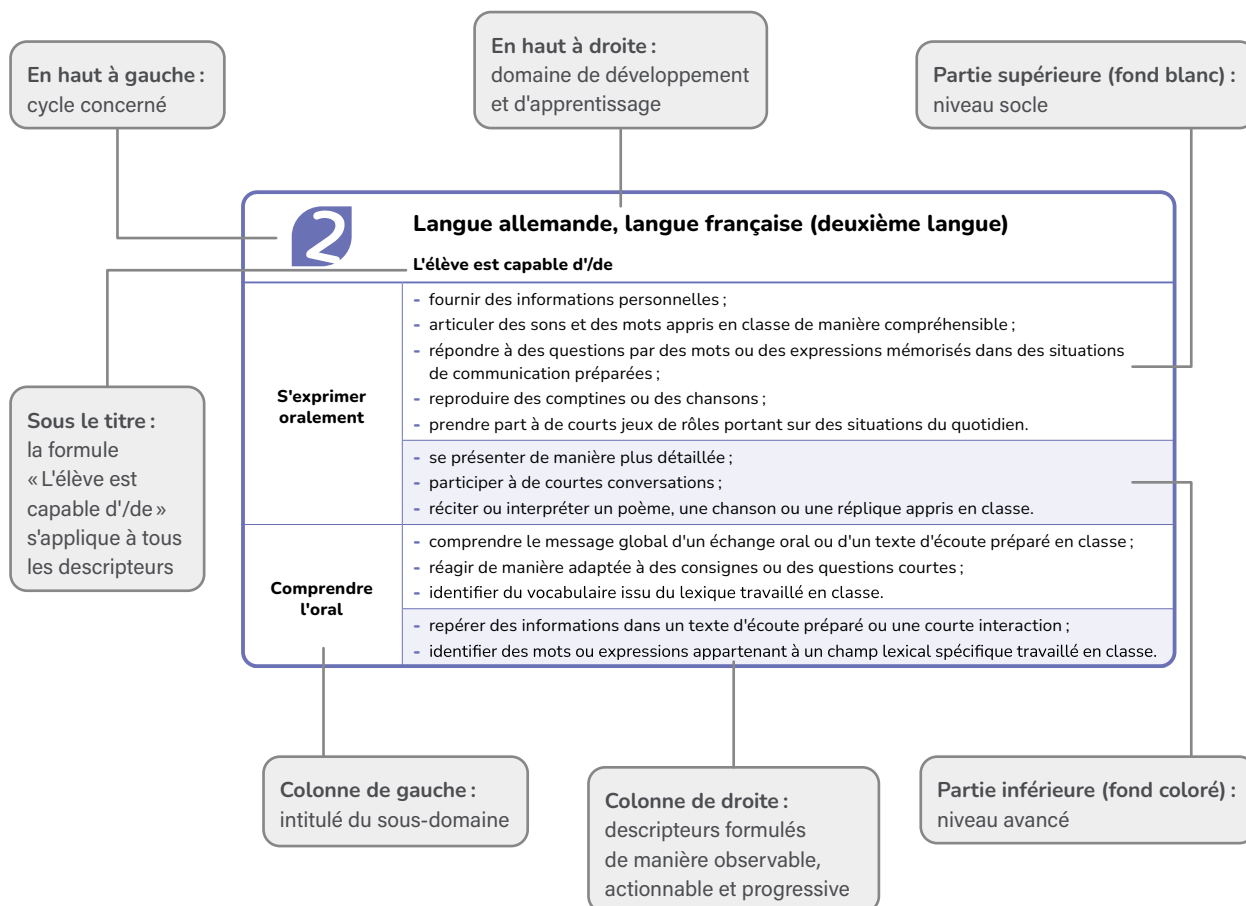 En haut à gauche :
cycle concerné
En haut à droite :
domaine de développement
et d'apprentissage
Partie supérieure (fond blanc) :
niveau socle
2
Langue allemande, langue française (deuxième langue)
L'élève est capable d'/de
Sous le titre :
la formule
« L'élève est
capable d'/de »
s'applique à tous
les descripteurs
S'exprimer
oralement
- fournir des informations personnelles ;
- articuler des sons et des mots appris en classe de manière compréhensible ;
- répondre à des questions par des mots ou des expressions mémorisés dans des situations
de communication préparées ;
- reproduire des comptines ou des chansons ;
- prendre part à de courts jeux de rôles portant sur des situations du quotidien.
- se présenter de manière plus détaillée ;
- participer à de courtes conversations ;
- réciter ou interpréter un poème, une chanson ou une réplique appris en classe.
Comprendre
l'oral
- comprendre le message global d'un échange oral ou d'un texte d'écoute préparé en classe ;
- réagir de manière adaptée à des consignes ou des questions courtes ;
- identifier du vocabulaire issu du lexique travaillé en classe.
- repérer des informations dans un texte d'écoute préparé ou une courte interaction ;
- identifier des mots ou expressions appartenant à un champ lexical spécifique travaillé en classe.
Colonne de gauche :
intitulé du sous-domaine
Colonne de droite :
descripteurs formulés
de manière observable,
actionnable et progressive
Partie inférieure (fond coloré) :
niveau avancé